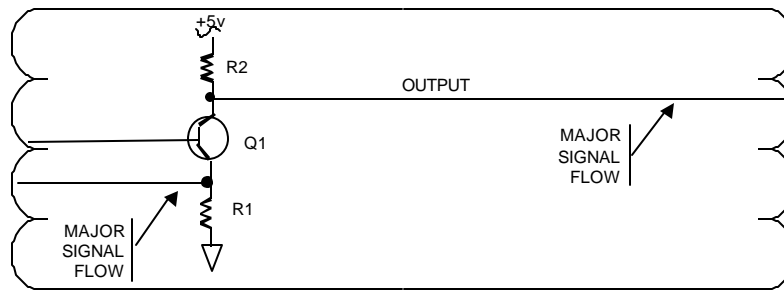 +5v
R2
OUTPUT
Q1
MAJOR
SIGNAL
FLOW
R1
MAJOR
SIGNAL
FLOW